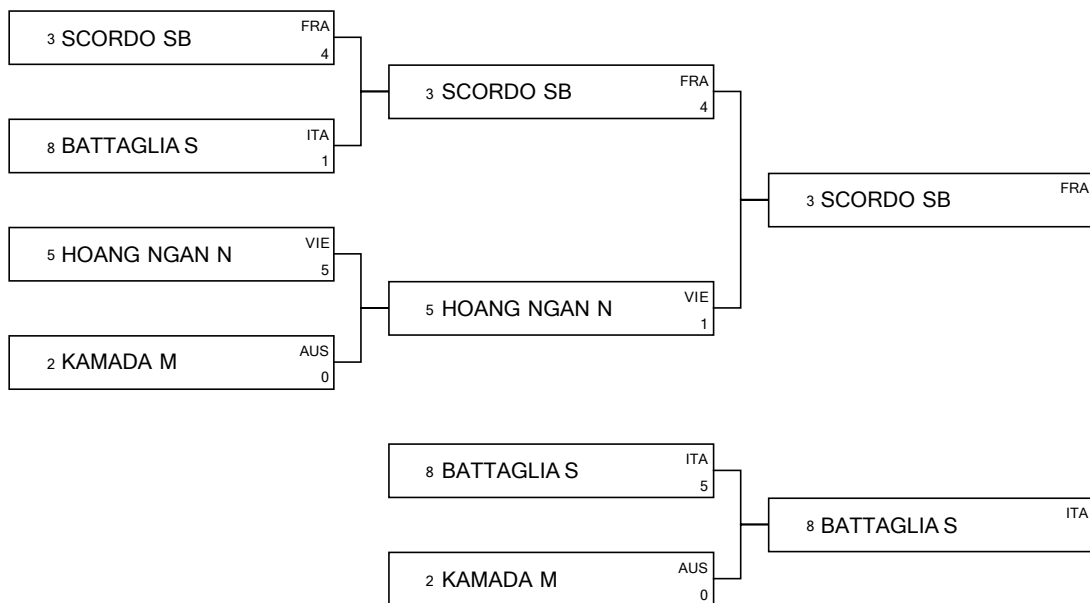 3 SCORDO SB FRA
4
8 BATTAGLIA S ITA
1
5 HOANG NGAN N VIE
5
2 KAMADA M AUS
0
3 SCORDO SB FRA
4
5 HOANG NGAN N VIE
1
3 SCORDO SB FRA
8 BATTAGLIA S ITA
5
2 KAMADA M AUS
0
8 BATTAGLIA S ITA